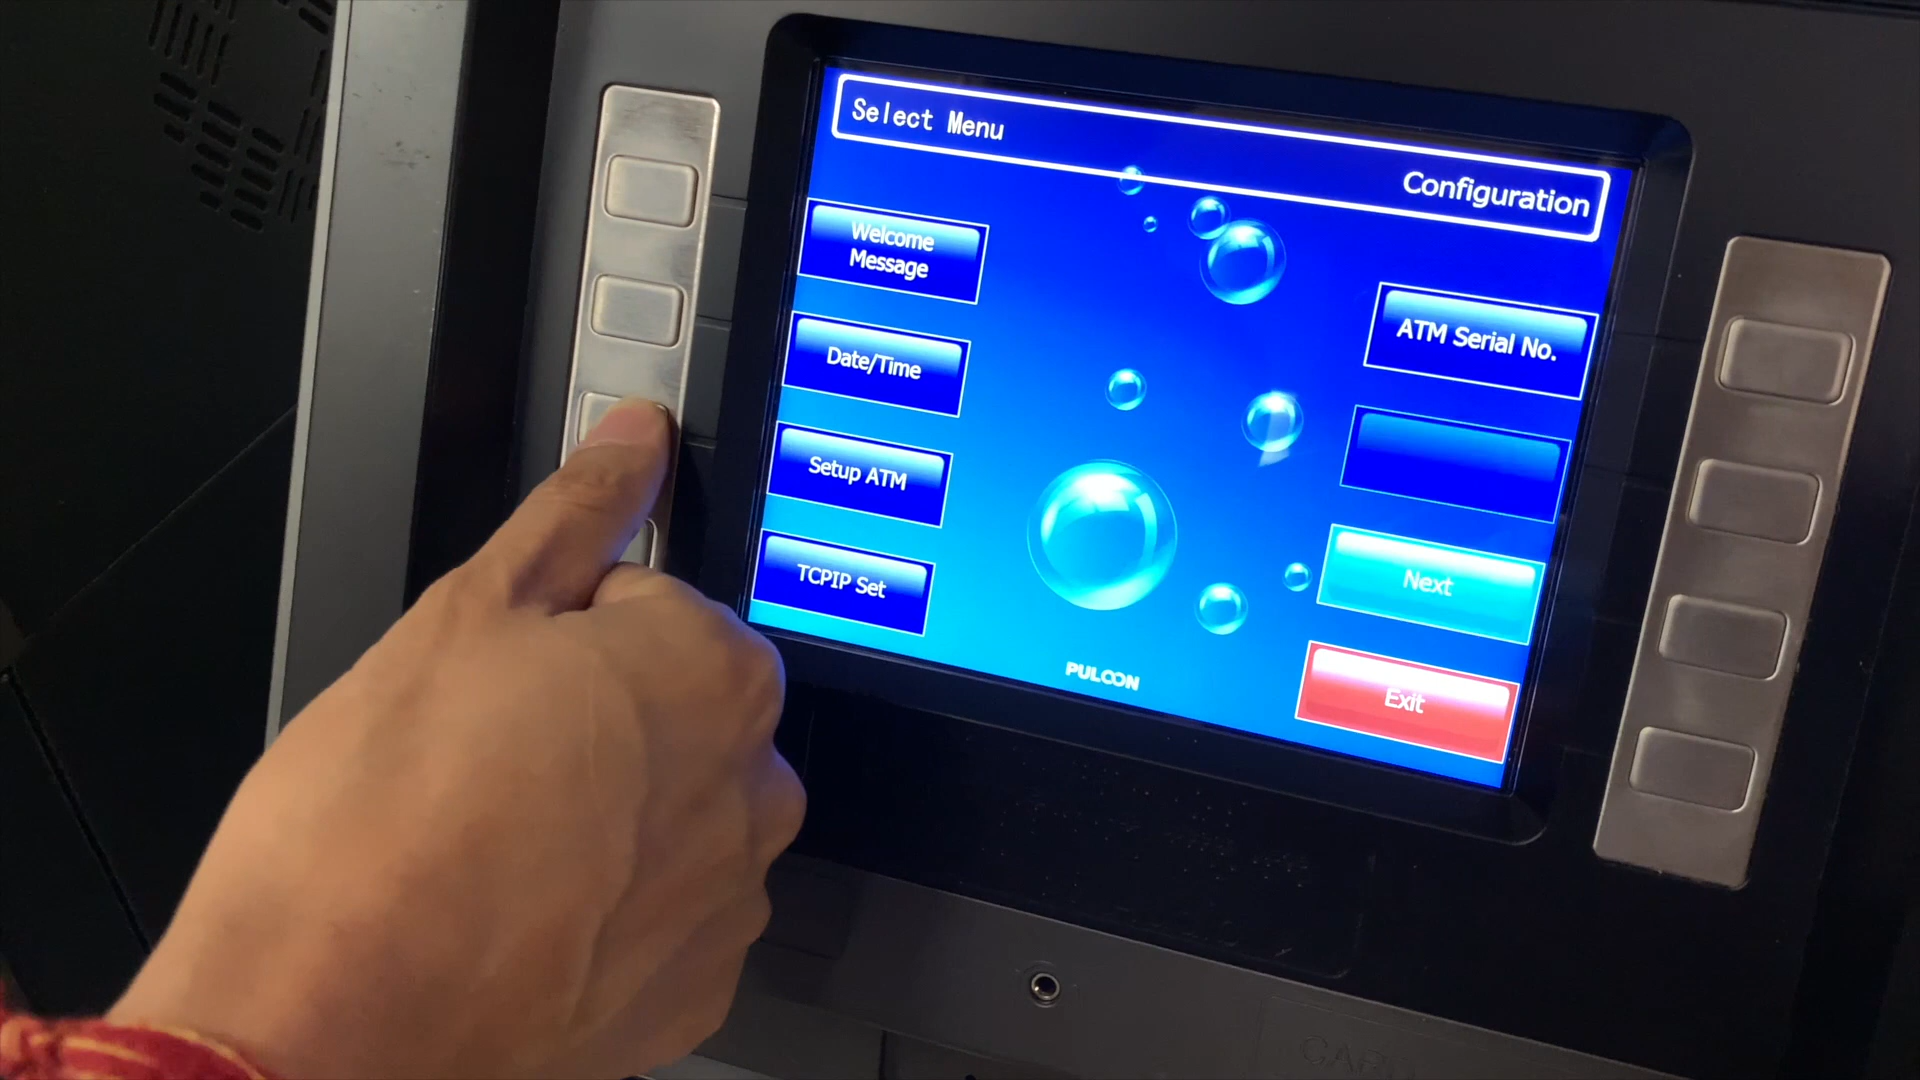 Select Menu
Configuration
Welcome
Message
Date/Time
Setup ATM
TCPIP Set
ATM Serial No.
Next
Exit
PULOON